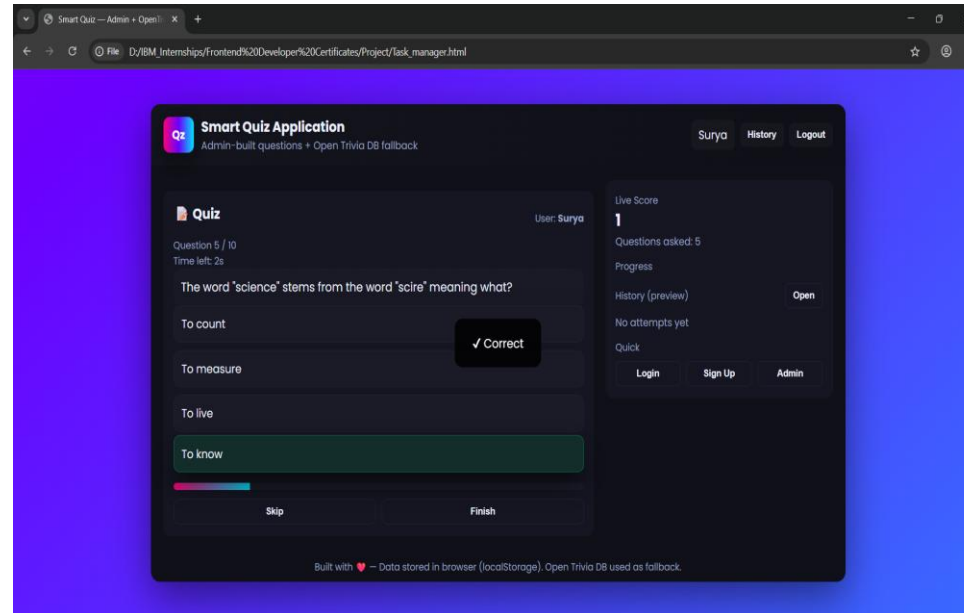 Smart Quiz — Admin + Open
File D:/IBM_Internships/Frontend%20Developer%20Certificates/Project/Task_manager.html
Qz
Smart Quiz Application
Admin-built questions + Open Trivia DB fallback
Surya History Logout
📝 Quiz
User: Surya
Question 5 / 10
Time left: 2s
The word "science" stems from the word "scire" meaning what?
To count
✓ Correct
To measure
To live
To know
Skip Finish
Live Score
1
Questions asked: 5
Progress
History (preview) Open
No attempts yet
Quick
Login Sign Up Admin
Built with ❤ — Data stored in browser (localStorage). Open Trivia DB used as fallback.